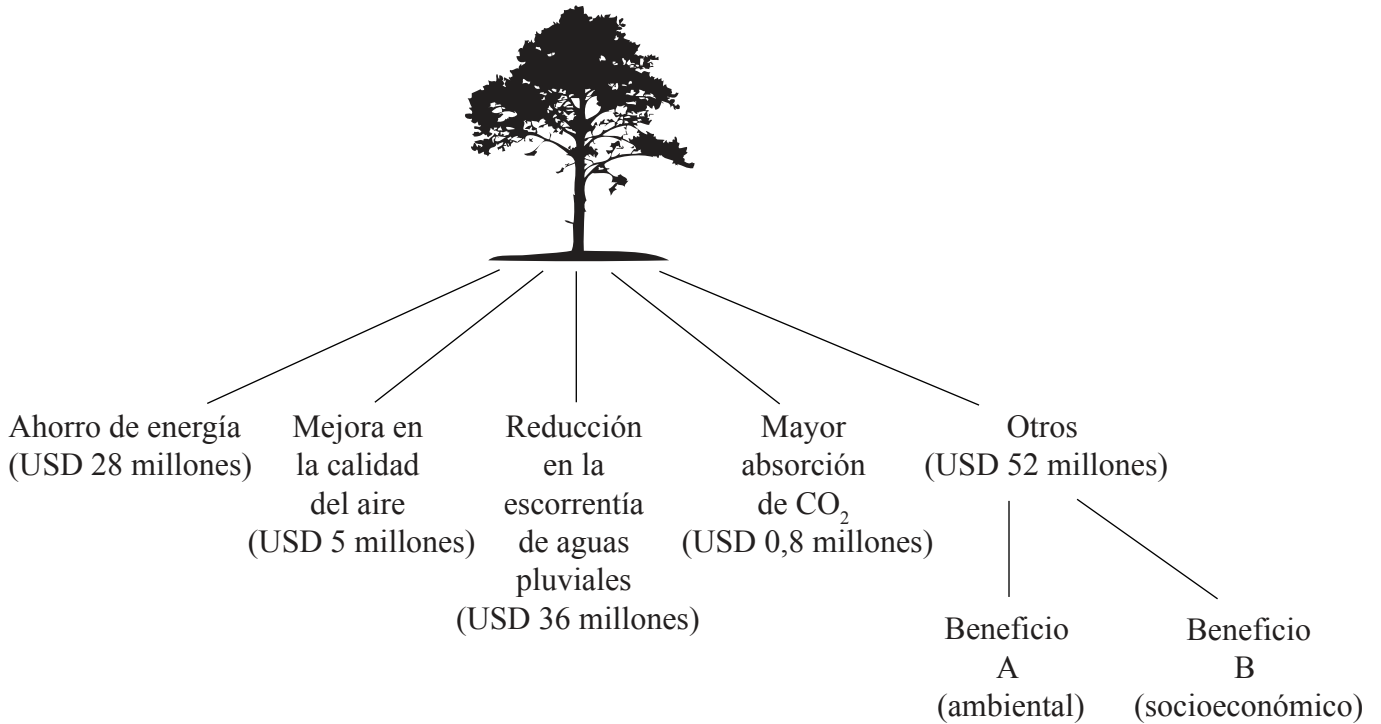 Ahorro de energía
(USD 28 millones)
Mejora en
la calidad
del aire
(USD 5 millones)
Reducción
en la
escorrentía
de aguas
pluviales
(USD 36 millones)
Mayor
absorción
de CO₂
(USD 0,8 millones)
Otros
(USD 52 millones)
Beneficio
A
(ambiental)
Beneficio
B
(socioeconómico)